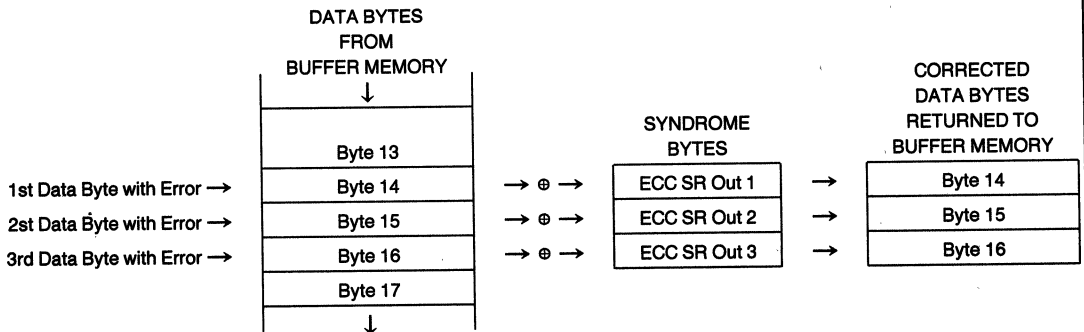 DATA BYTES
FROM
BUFFER MEMORY
↓
Byte 13
1st Data Byte with Error → Byte 14 → ⊕ → ECC SR Out 1 → Byte 14
2st Data Byte with Error → Byte 15 → ⊕ → ECC SR Out 2 → Byte 15
3rd Data Byte with Error → Byte 16 → ⊕ → ECC SR Out 3 → Byte 16
Byte 17
↓
SYNDROME
BYTES
CORRECTED
DATA BYTES
RETURNED TO
BUFFER MEMORY